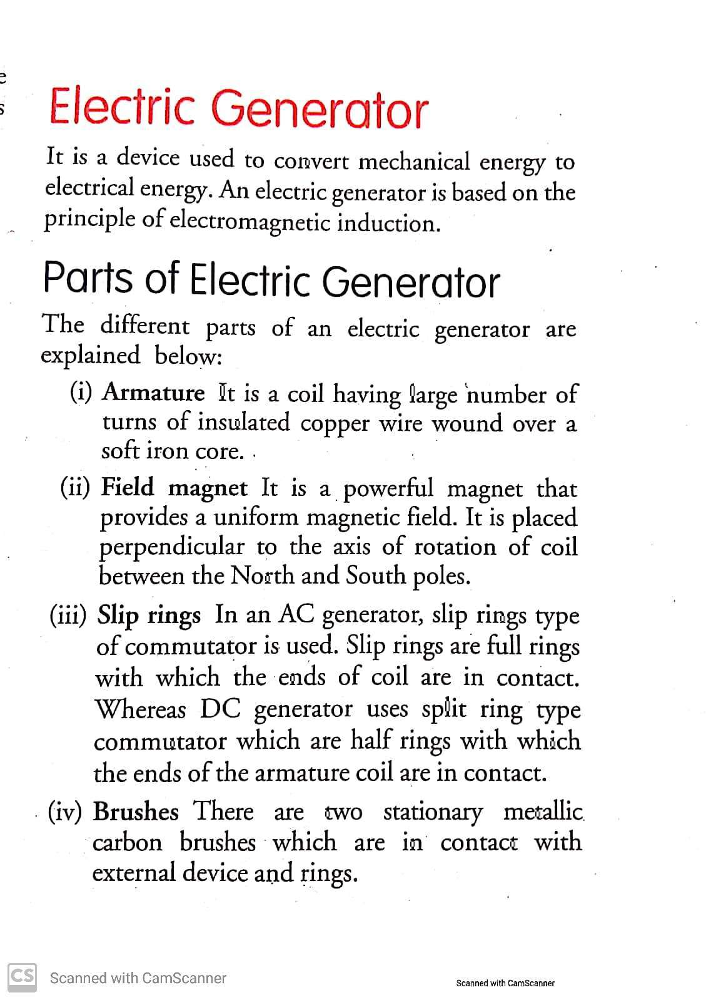 e
s
Electric Generator
It is a device used to convert mechanical energy to
electrical energy. An electric generator is based on the
principle of electromagnetic induction.
Parts of Electric Generator
The different parts of an electric generator are
explained below:
(i) Armature It is a coil having large number of
turns of insulated copper wire wound over a
soft iron core.
(ii) Field magnet It is a powerful magnet that
provides a uniform magnetic field. It is placed
perpendicular to the axis of rotation of coil
between the North and South poles.
(iii) Slip rings In an AC generator, slip rings type
of commutator is used. Slip rings are full rings
with which the ends of coil are in contact.
Whereas DC generator uses split ring type
commutator which are half rings with which
the ends of the armature coil are in contact.
(iv) Brushes There are two stationary metallic
carbon brushes which are in contact with
external device and rings.
CS Scanned with CamScanner
Scanned with CamScanner